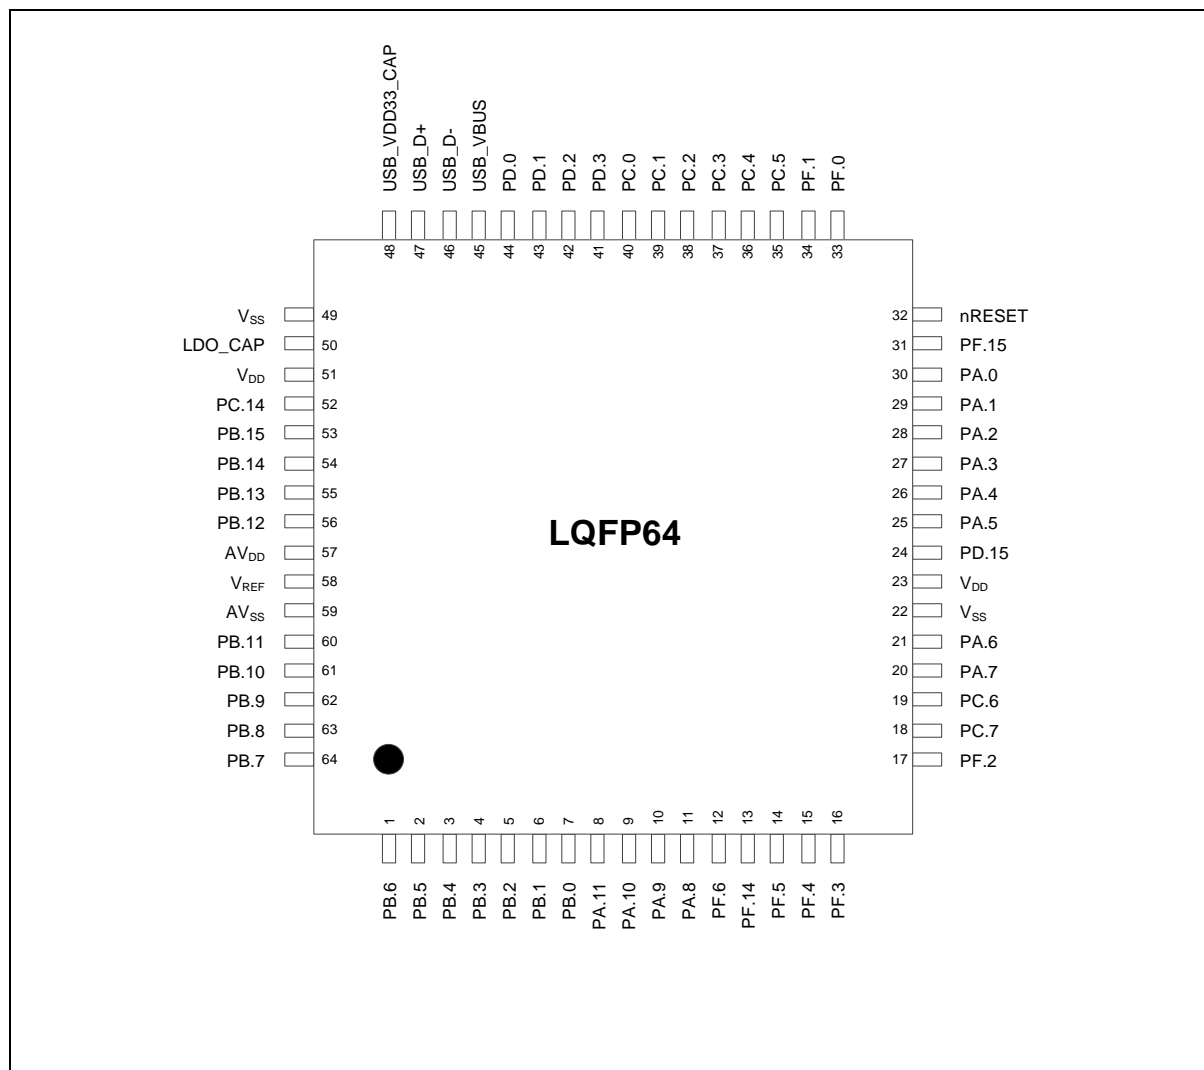 USB_VDD33_CAP
USB_D+
USB_D-
USB_VBUS
PD.0
PD.1
PD.2
PD.3
PC.0
PC.1
PC.2
PC.3
PC.4
PC.5
PF.1
PF.0
48
47
46
45
44
43
42
41
40
39
38
37
36
35
34
33
VSS 49
LDO_CAP 50
VDD 51
PC.14 52
PB.15 53
PB.14 54
PB.13 55
PB.12 56
AVDD 57
VREF 58
AVSS 59
PB.11 60
PB.10 61
PB.9 62
PB.8 63
PB.7 64
LQFP64
32 nRESET
31 PF.15
30 PA.0
29 PA.1
28 PA.2
27 PA.3
26 PA.4
25 PA.5
24 PD.15
23 VDD
22 VSS
21 PA.6
20 PA.7
19 PC.6
18 PC.7
17 PF.2
1
2
3
4
5
6
7
8
9
10
11
12
13
14
15
16
PB.6
PB.5
PB.4
PB.3
PB.2
PB.1
PB.0
PA.11
PA.10
PA.9
PA.8
PF.6
PF.14
PF.5
PF.4
PF.3